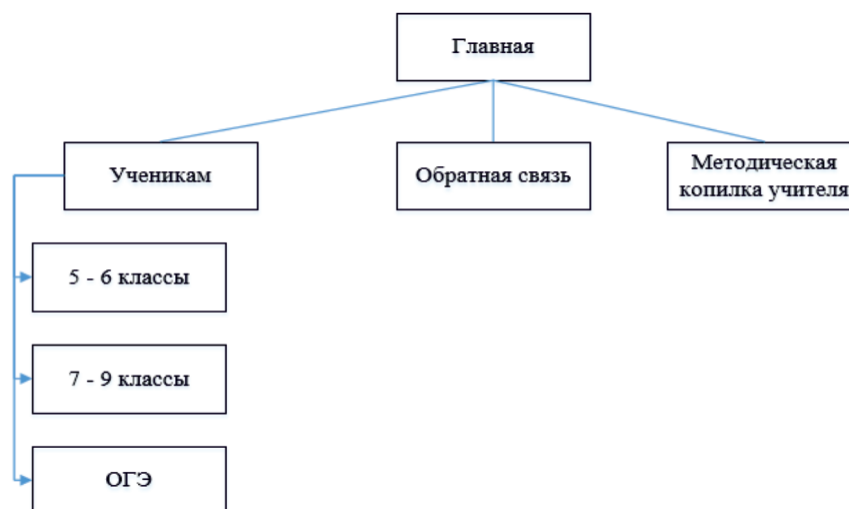 Главная
Ученикам
Обратная связь
Методическая
копилка учителя
5 - 6 классы
7 - 9 классы
ОГЭ